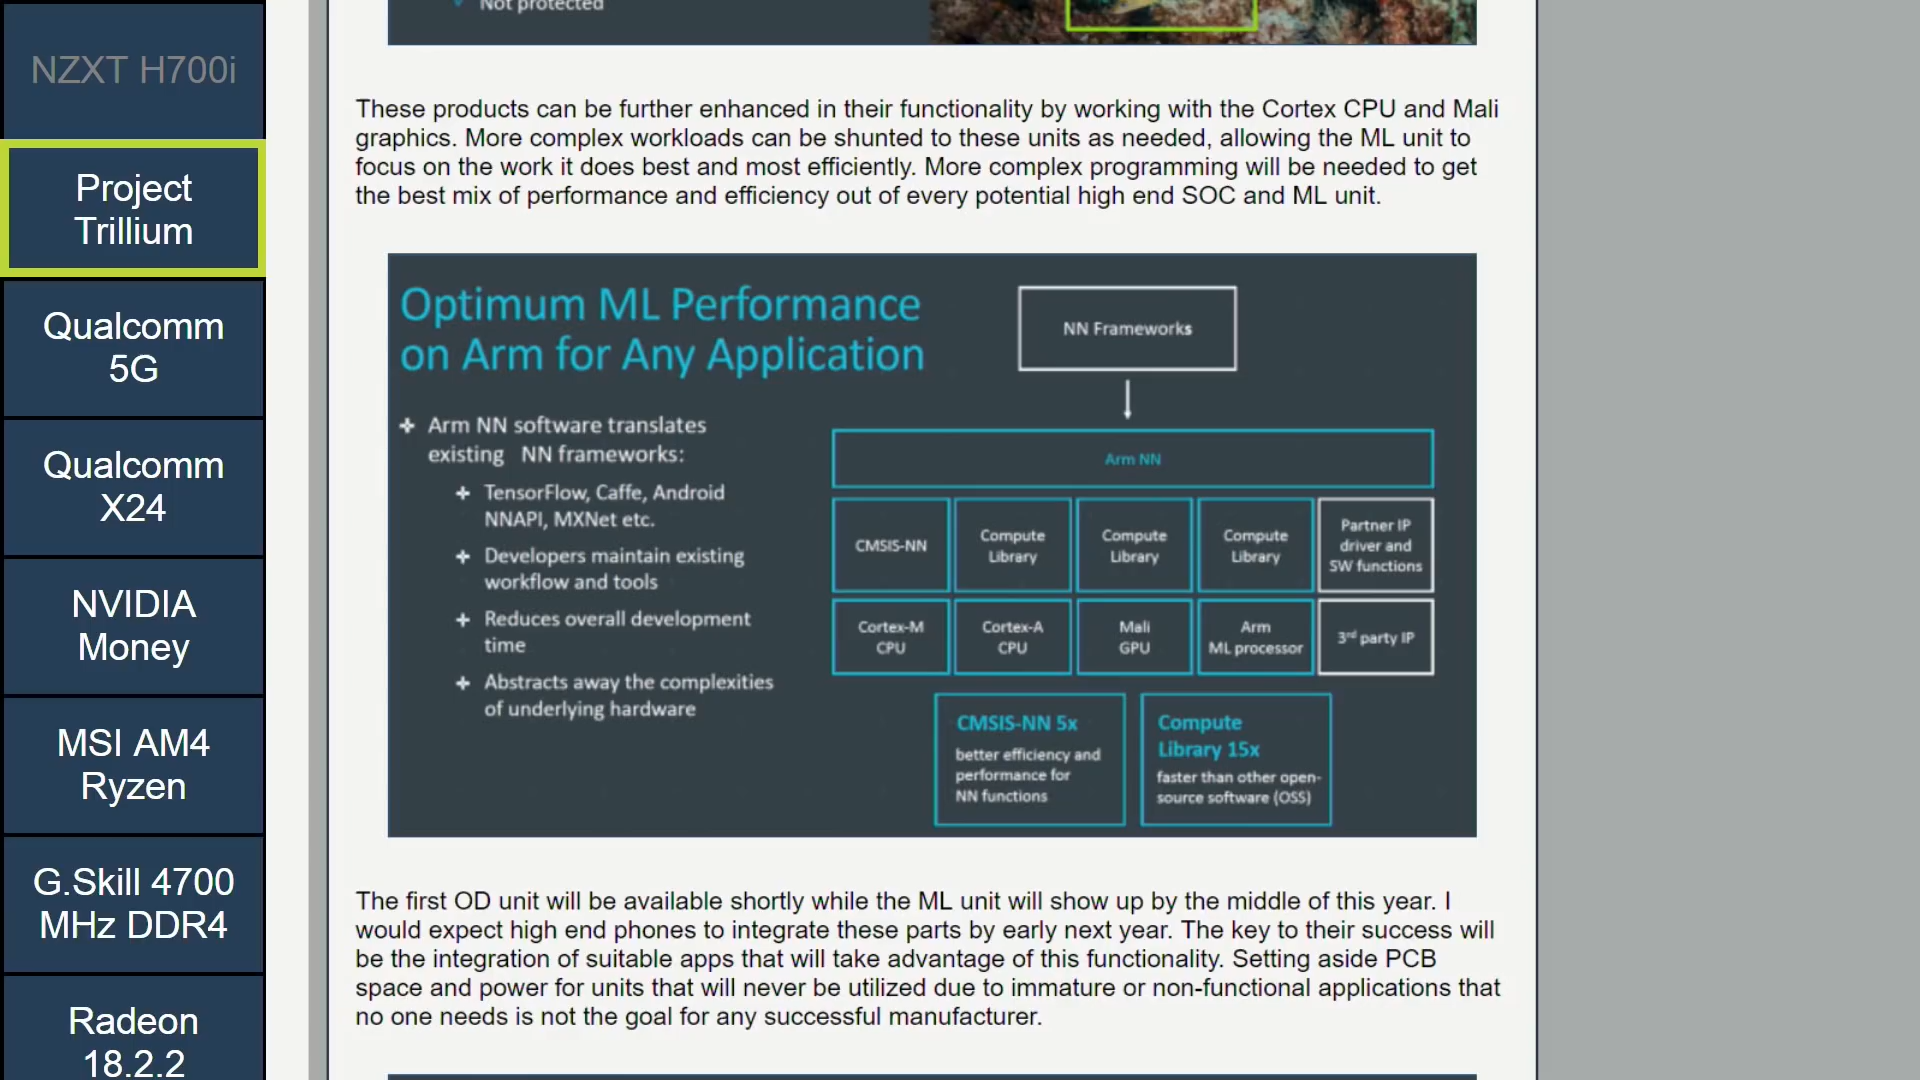 NZXT H700i
Project
Trillium
Qualcomm
5G
Qualcomm
X24
NVIDIA
Money
MSI AM4
Ryzen
G.Skill 4700
MHz DDR4
Radeon
18.2.2
Not protected
These products can be further enhanced in their functionality by working with the Cortex CPU and Mali
graphics. More complex workloads can be shunted to these units as needed, allowing the ML unit to
focus on the work it does best and most efficiently. More complex programming will be needed to get
the best mix of performance and efficiency out of every potential high end SOC and ML unit.
Optimum ML Performance
on Arm for Any Application
Arm NN software translates
existing NN frameworks:
TensorFlow, Caffe, Android
NNAPI, MXNet etc.
Developers maintain existing
workflow and tools
Reduces overall development
time
Abstracts away the complexities
of underlying hardware
NN Frameworks
Arm NN
CMSIS-NN
Compute
Library
Compute
Library
Compute
Library
Partner IP
driver and
SW functions
Cortex-M
CPU
Cortex-A
CPU
Mali
GPU
Arm
ML processor
3rd party IP
CMSIS-NN 5x
better efficiency and
performance for
NN functions
Compute
Library 15x
faster than other open-
source software (OSS)
The first OD unit will be available shortly while the ML unit will show up by the middle of this year. I
would expect high end phones to integrate these parts by early next year. The key to their success will
be the integration of suitable apps that will take advantage of this functionality. Setting aside PCB
space and power for units that will never be utilized due to immature or non-functional applications that
no one needs is not the goal for any successful manufacturer.